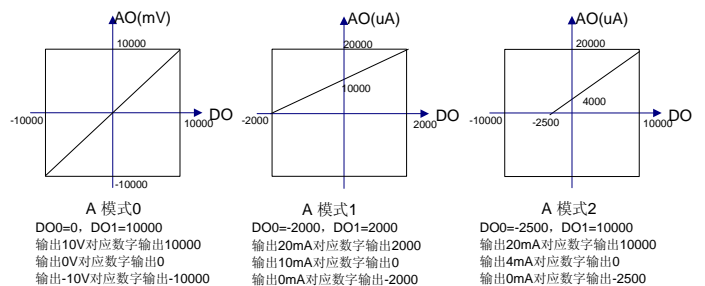 AO(mV)
10000
-10000
10000
DO
-10000
A 模式0
DO0=0，DO1=10000
输出10V对应数字输出10000
输出0V对应数字输出0
输出-10V对应数字输出-10000
AO(uA)
20000
10000
-2000
2000
DO
A 模式1
DO0=-2000，DO1=2000
输出20mA对应数字输出2000
输出10mA对应数字输出0
输出0mA对应数字输出-2000
AO(uA)
20000
4000
-10000
-2500
10000
DO
A 模式2
DO0=-2500，DO1=10000
输出20mA对应数字输出10000
输出4mA对应数字输出0
输出0mA对应数字输出-2500